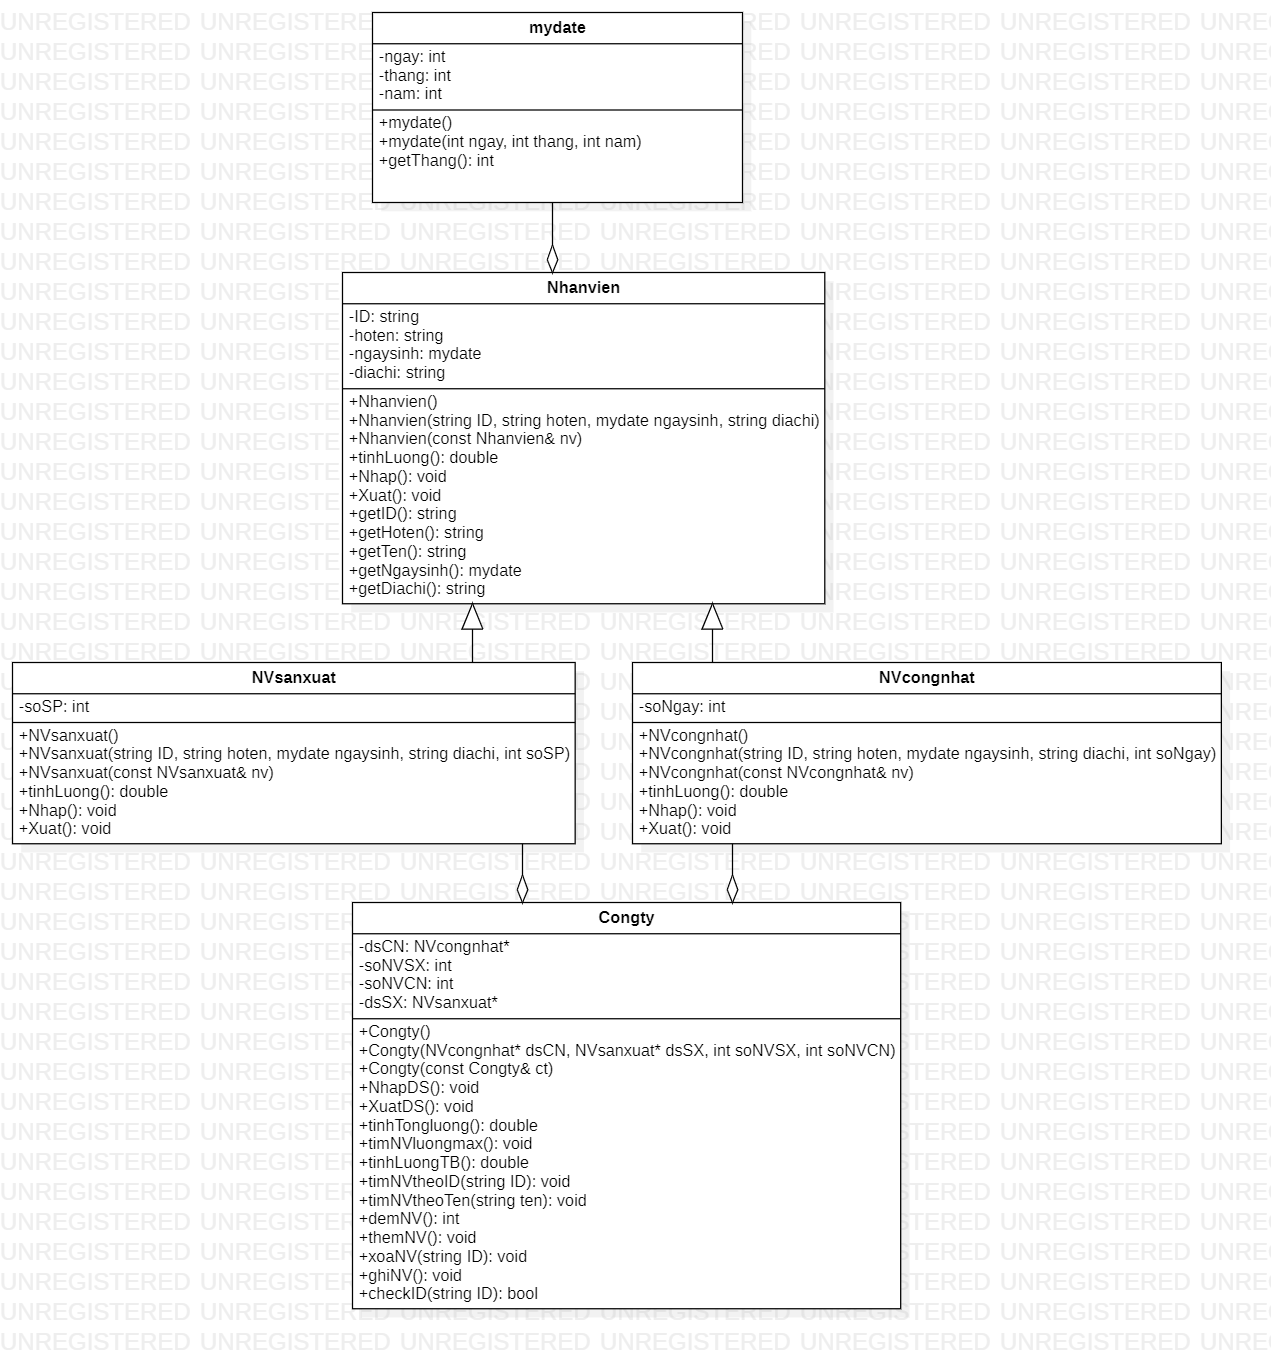 mydate
-ngay: int
-thang: int
-nam: int
+mydate()
+mydate(int ngay, int thang, int nam)
+getThang(): int
Nhanvien
-ID: string
-hoten: string
-ngaysinh: mydate
-diachi: string
+Nhanvien()
+Nhanvien(string ID, string hoten, mydate ngaysinh, string diachi)
+Nhanvien(const Nhanvien& nv)
+tinhLuong(): double
+Nhap(): void
+Xuat(): void
+getID(): string
+getHoten(): string
+getTen(): string
+getNgaysinh(): mydate
+getDiachi(): string
NVsanxuat
-soSP: int
+NVsanxuat()
+NVsanxuat(string ID, string hoten, mydate ngaysinh, string diachi, int soSP)
+NVsanxuat(const NVsanxuat& nv)
+tinhLuong(): double
+Nhap(): void
+Xuat(): void
NVcongnhat
-soNgay: int
+NVcongnhat()
+NVcongnhat(string ID, string hoten, mydate ngaysinh, string diachi, int soNgay)
+NVcongnhat(const NVcongnhat& nv)
+tinhLuong(): double
+Nhap(): void
+Xuat(): void
Congty
-dsCN: NVcongnhat*
-soNVSX: int
-soNVCN: int
-dsSX: NVsanxuat*
+Congty()
+Congty(NVcongnhat* dsCN, NVsanxuat* dsSX, int soNVSX, int soNVCN)
+Congty(const Congty& ct)
+NhapDS(): void
+XuatDS(): void
+tinhTongluong(): double
+timNVluongmax(): void
+tinhLuongTB(): double
+timNVtheoID(string ID): void
+timNVtheoTen(string ten): void
+demNV(): int
+themNV(): void
+xoaNV(string ID): void
+ghiNV(): void
+checkID(string ID): bool
UNREGISTERED